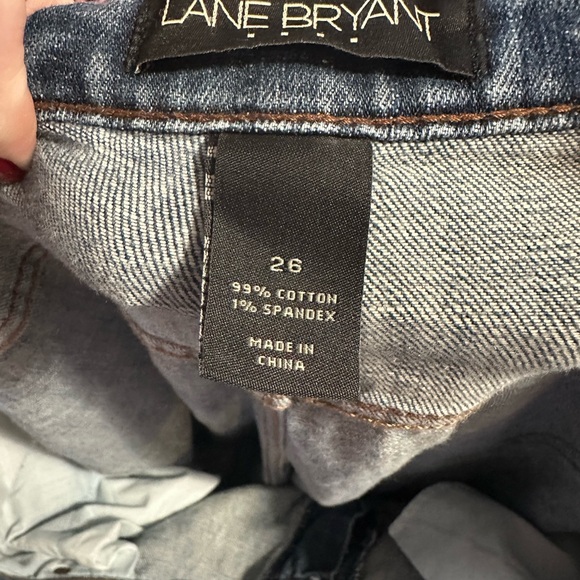 LANE BRYANT
26
99% COTTON
1% SPANDEX
MADE IN
CHINA